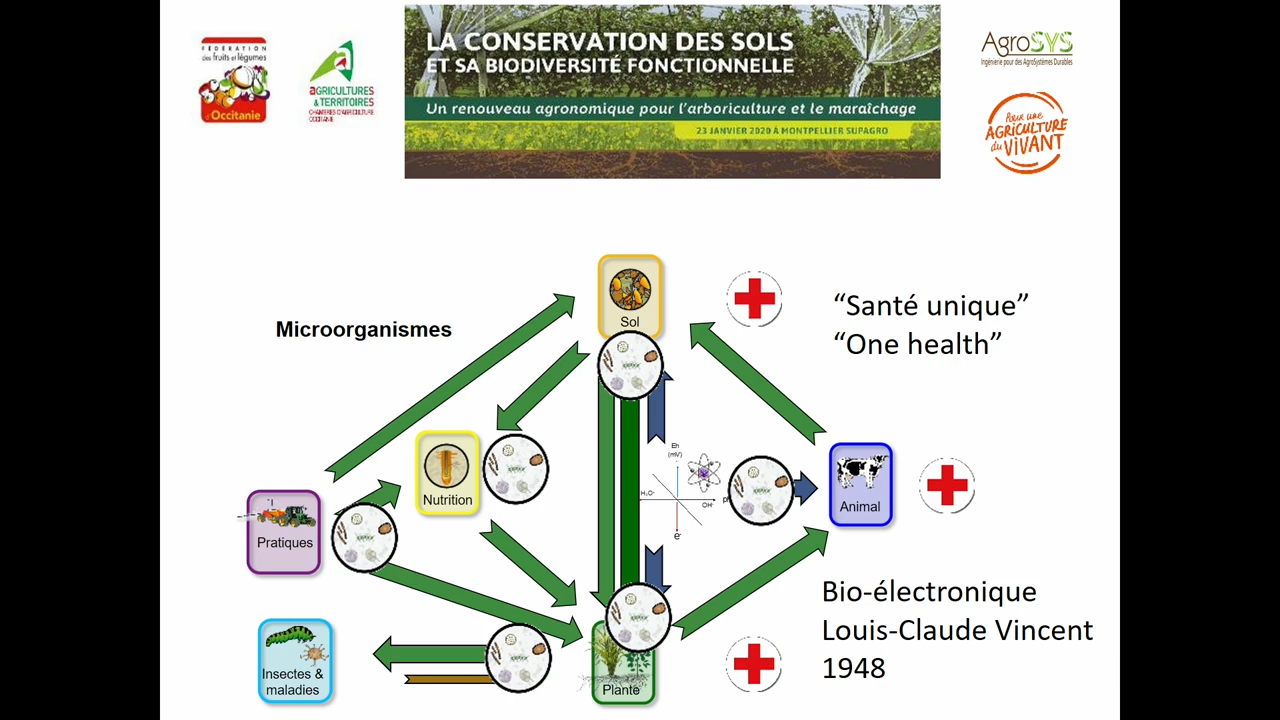 FÉDÉRATION
des fruits et légumes
d'Occitanie
aGRICULTURES
& TERRITOIRES
CHAMBRES D'AGRICULTURE
OCCITANIE
LA CONSERVATION DES SOLS
ET SA BIODIVERSITÉ FONCTIONNELLE
Un renouveau agronomique pour l'arboriculture et le maraîchage
23 JANVIER 2020 À MONTPELLIER SUPAGRO
AgroSYS
Ingénierie pour des AgroSystèmes Durables
Pour une
AGRICULTURE
du VIVANT
Microorganismes
Sol
"Santé unique"
"One health"
Nutrition
Eh
(mV)
H₃O⁺
OH⁻
e⁻
Animal
Pratiques
Bio-électronique
Louis-Claude Vincent
1948
Insectes &
maladies
Plante